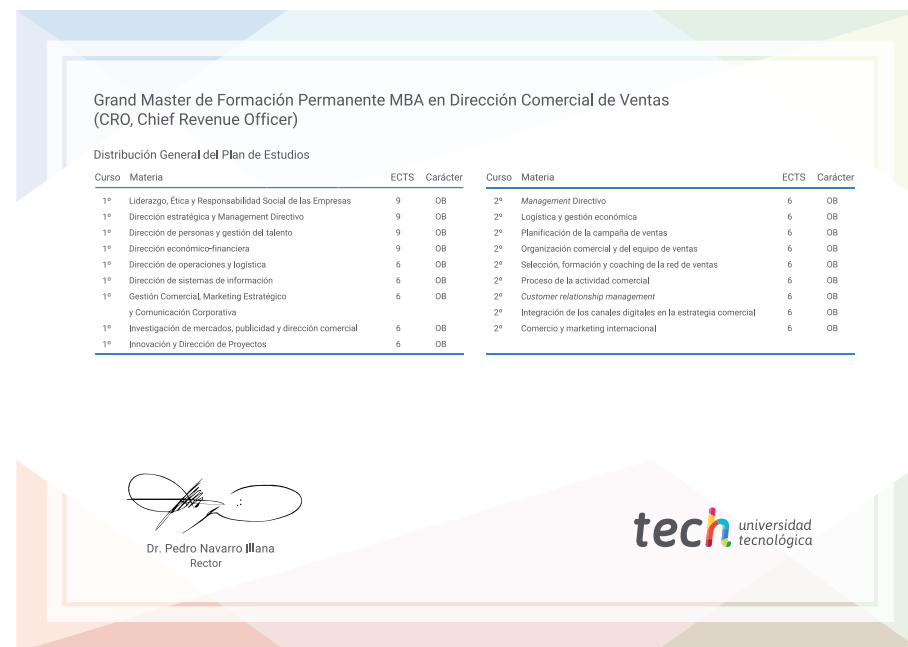 Grand Master de Formación Permanente MBA en Dirección Comercial de Ventas
(CRO, Chief Revenue Officer)
Distribución General del Plan de Estudios
Curso Materia ECTS Carácter
1º Liderazgo, Ética y Responsabilidad Social de las Empresas 9 OB
1º Dirección estratégica y Management Directivo 9 OB
1º Dirección de personas y gestión del talento 9 OB
1º Dirección económico-financiera 9 OB
1º Dirección de operaciones y logística 6 OB
1º Dirección de sistemas de información 6 OB
1º Gestión Comercial, Marketing Estratégico 6 OB
y Comunicación Corporativa
1º Investigación de mercados, publicidad y dirección comercial 6 OB
1º Innovación y Dirección de Proyectos 6 OB
Curso Materia ECTS Carácter
2º Management Directivo 6 OB
2º Logística y gestión económica 6 OB
2º Planificación de la campaña de ventas 6 OB
2º Organización comercial y del equipo de ventas 6 OB
2º Selección, formación y coaching de la red de ventas 6 OB
2º Proceso de la actividad comercial 6 OB
2º Customer relationship management 6 OB
2º Integración de los canales digitales en la estrategia comercial 6 OB
2º Comercio y marketing internacional 6 OB
Dr. Pedro Navarro Illana
Rector
tech universidad
tecnológica